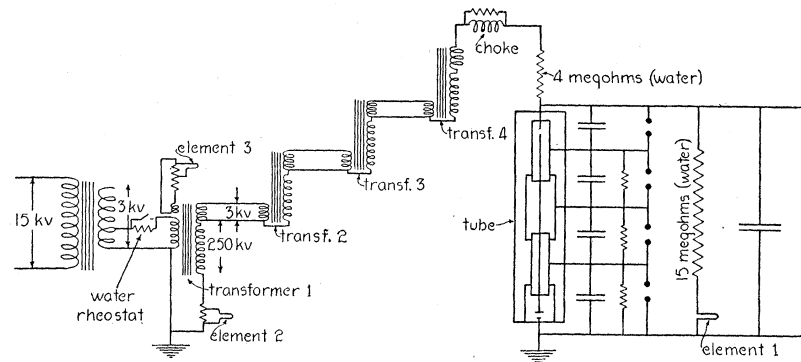 choke
4 megohms (water)
element 3
transf. 4
transf. 3
15 kv
3 kv
3 kv
transf. 2
250 kv
tube
15 megohms (water)
water
rheostat
transformer 1
element 2
element 1